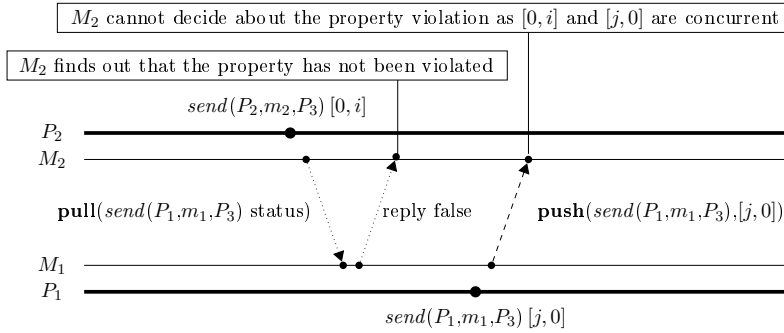 M₂ cannot decide about the property violation as [0, i] and [j, 0] are concurrent
M₂ finds out that the property has not been violated
send(P₂,m₂,P₃) [0, i]
P₂
M₂
pull(send(P₁,m₁,P₃) status) reply false push(send(P₁,m₁,P₃),[j, 0])
M₁
P₁
send(P₁,m₁,P₃) [j, 0]